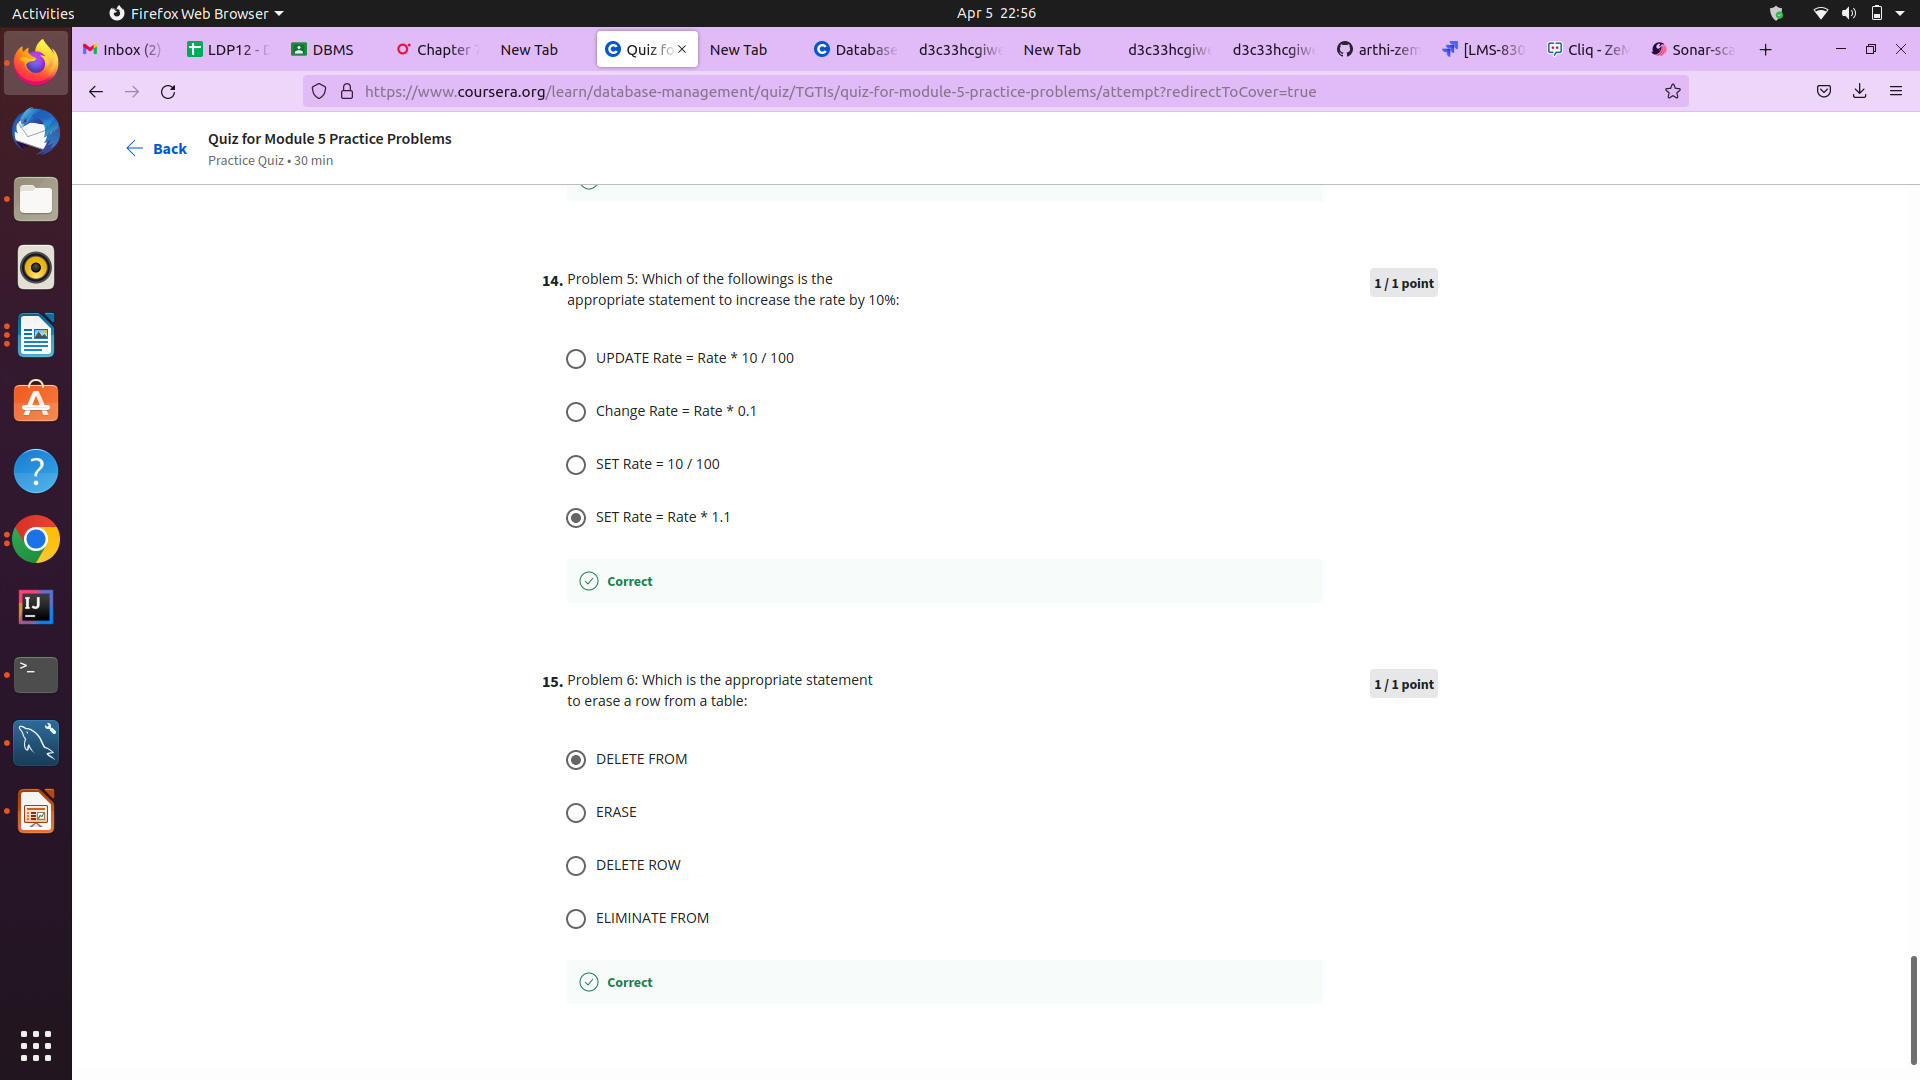 Activities
Firefox Web Browser
Apr 5 22:56
Inbox (2)
LDP12 - D
DBMS
Chapter 7
New Tab
Quiz fo
New Tab
Database
d3c33hcgiwe
New Tab
d3c33hcgiwe
d3c33hcgiwe
arthi-zem
[LMS-830
Cliq - ZeM
Sonar-sca
https://www.coursera.org/learn/database-management/quiz/TGTIs/quiz-for-module-5-practice-problems/attempt?redirectToCover=true
Back
Quiz for Module 5 Practice Problems
Practice Quiz • 30 min
14. Problem 5: Which of the followings is the
appropriate statement to increase the rate by 10%:
1 / 1 point
UPDATE Rate = Rate * 10 / 100
Change Rate = Rate * 0.1
SET Rate = 10 / 100
SET Rate = Rate * 1.1
Correct
15. Problem 6: Which is the appropriate statement
to erase a row from a table:
1 / 1 point
DELETE FROM
ERASE
DELETE ROW
ELIMINATE FROM
Correct